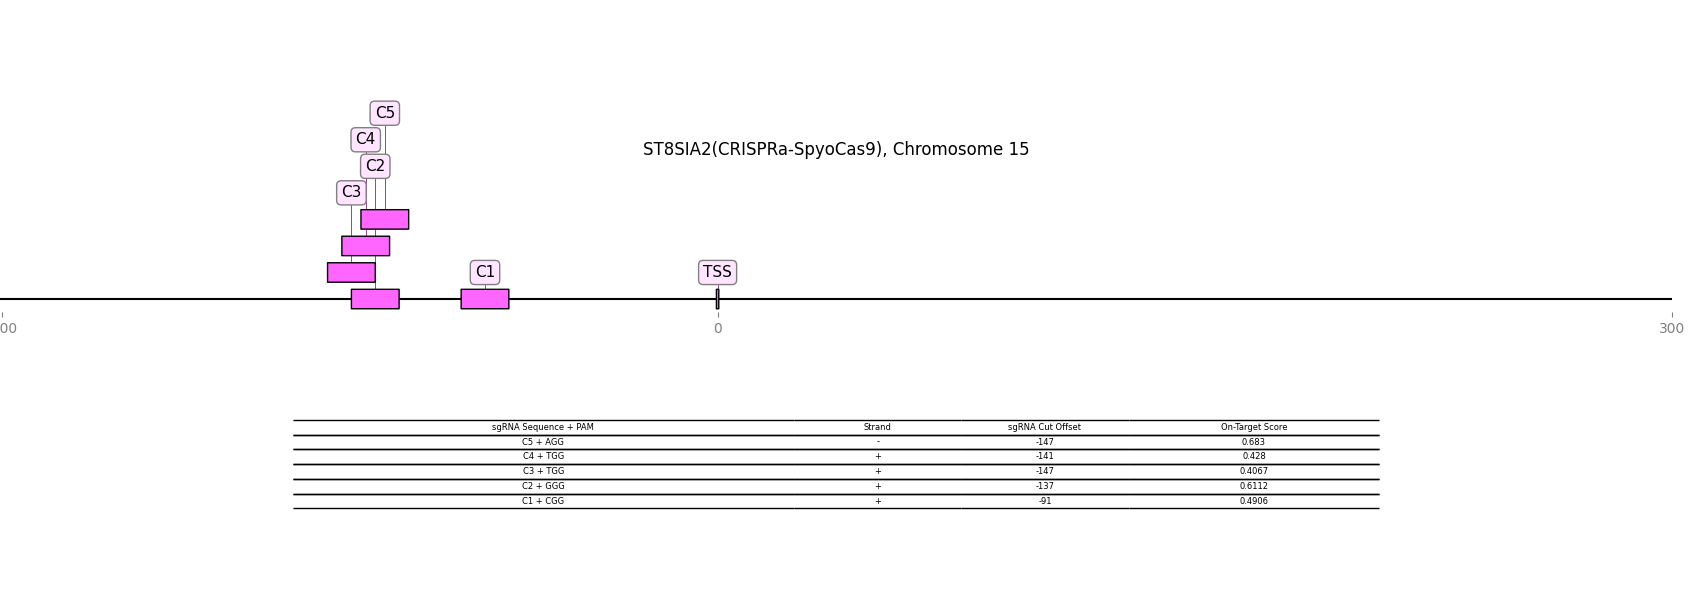 C5
C4
ST8SIA2(CRISPRa-SpyoCas9), Chromosome 15
C2
C3
C1
TSS
00
0
300
sgRNA Sequence + PAM Strand sgRNA Cut Offset On-Target Score
C5 + AGG - -147 0.683
C4 + TGG + -141 0.428
C3 + TGG + -147 0.4067
C2 + GGG + -137 0.6112
C1 + CGG + -91 0.4906